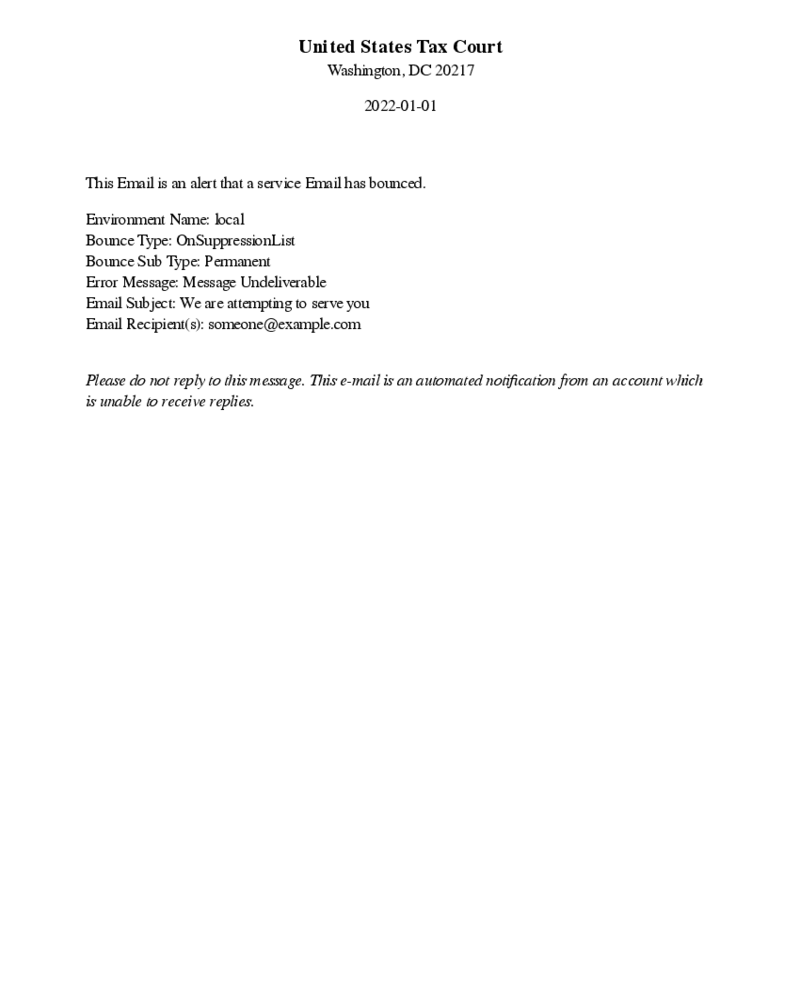 United States Tax Court
Washington, DC 20217
2022-01-01
This Email is an alert that a service Email has bounced.
Environment Name: local
Bounce Type: OnSuppressionList
Bounce Sub Type: Permanent
Error Message: Message Undeliverable
Email Subject: We are attempting to serve you
Email Recipient(s): someone@example.com
Please do not reply to this message. This e-mail is an automated notification from an account which
is unable to receive replies.